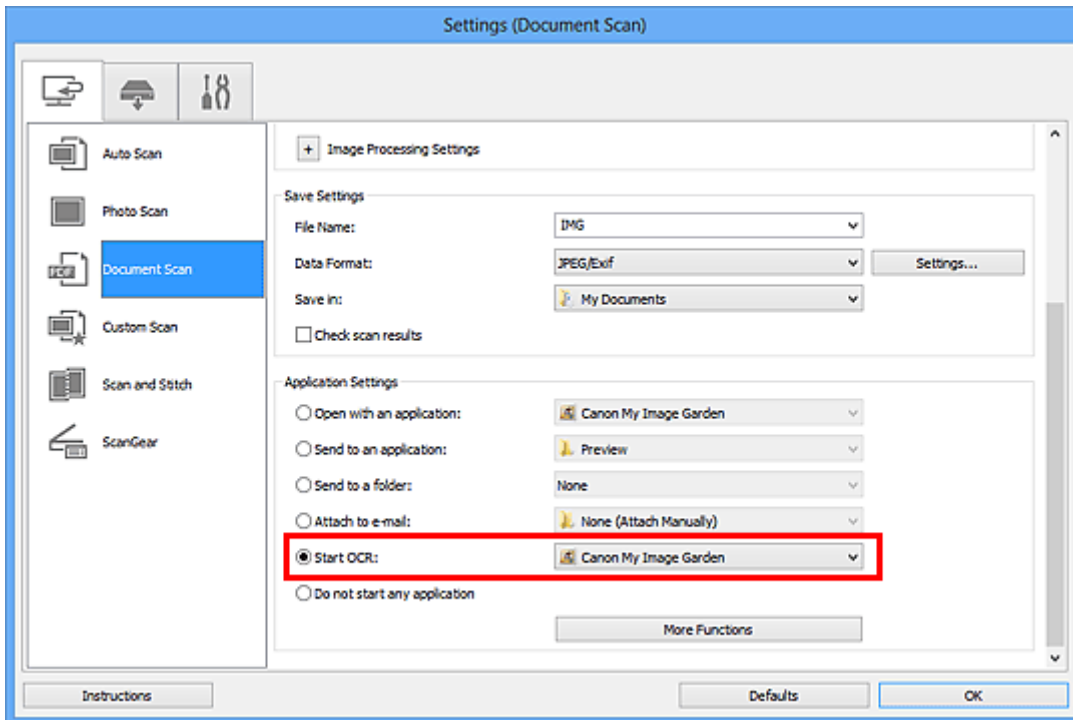 Settings (Document Scan)
Auto Scan
Photo Scan
PDF
Document Scan
Custom Scan
Scan and Stitch
ScanGear
+ Image Processing Settings
Save Settings
File Name: IMG
Data Format: JPEG/Exif Settings...
Save in: My Documents
Check scan results
Application Settings
Open with an application: Canon My Image Garden
Send to an application: Preview
Send to a folder: None
Attach to e-mail: None (Attach Manually)
Start OCR: Canon My Image Garden
Do not start any application
More Functions
Instructions Defaults OK